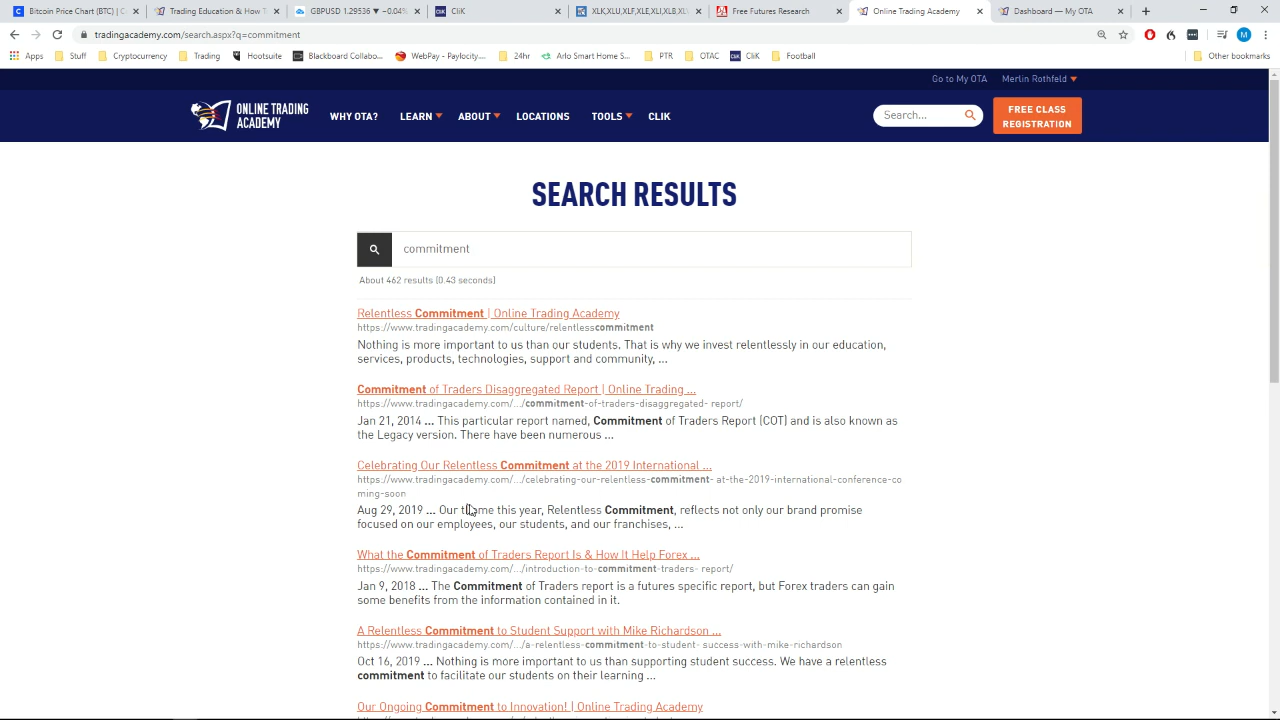 Bitcoin Price Chart (BTC) | C
Trading Education & How T
GBPUSD 1.29536 ▼ −0.04%
CliK
XLK,XLU,XLF,XLE,XLI,XLB,XL
Free Futures Research
Online Trading Academy
Dashboard — My OTA
tradingacademy.com/search.aspx?q=commitment
Apps
Stuff
Cryptocurrency
Trading
Hootsuite
Blackboard Collabo...
WebPay - Paylocity...
24hr
Arlo Smart Home S...
PTR
OTAC
CliK
Football
Other bookmarks
Go to My OTA
Merlin Rothfeld
ONLINE TRADING
ACADEMY
WHY OTA?
LEARN
ABOUT
LOCATIONS
TOOLS
CLIK
Search...
FREE CLASS
REGISTRATION
SEARCH RESULTS
commitment
About 462 results (0.43 seconds)
Relentless Commitment | Online Trading Academy
https://www.tradingacademy.com/culture/relentlesscommitment
Nothing is more important to us than our students. That is why we invest relentlessly in our education,
services, products, technologies, support and community, ...
Commitment of Traders Disaggregated Report | Online Trading ...
https://www.tradingacademy.com/.../commitment-of-traders-disaggregated- report/
Jan 21, 2014 ... This particular report named, Commitment of Traders Report (COT) and is also known as
the Legacy version. There have been numerous ...
Celebrating Our Relentless Commitment at the 2019 International ...
https://www.tradingacademy.com/.../celebrating-our-relentless-commitment- at-the-2019-international-conference-co
ming-soon
Aug 29, 2019 ... Our theme this year, Relentless Commitment, reflects not only our brand promise
focused on our employees, our students, and our franchises, ...
What the Commitment of Traders Report Is & How It Help Forex ...
https://www.tradingacademy.com/.../introduction-to-commitment-traders- report/
Jan 9, 2018 ... The Commitment of Traders report is a futures specific report, but Forex traders can gain
some benefits from the information contained in it.
A Relentless Commitment to Student Support with Mike Richardson ...
https://www.tradingacademy.com/.../a-relentless-commitment-to-student- success-with-mike-richardson
Oct 16, 2019 ... Nothing is more important to us than supporting student success. We have a relentless
commitment to facilitate our students on their learning ...
Our Ongoing Commitment to Innovation! | Online Trading Academy